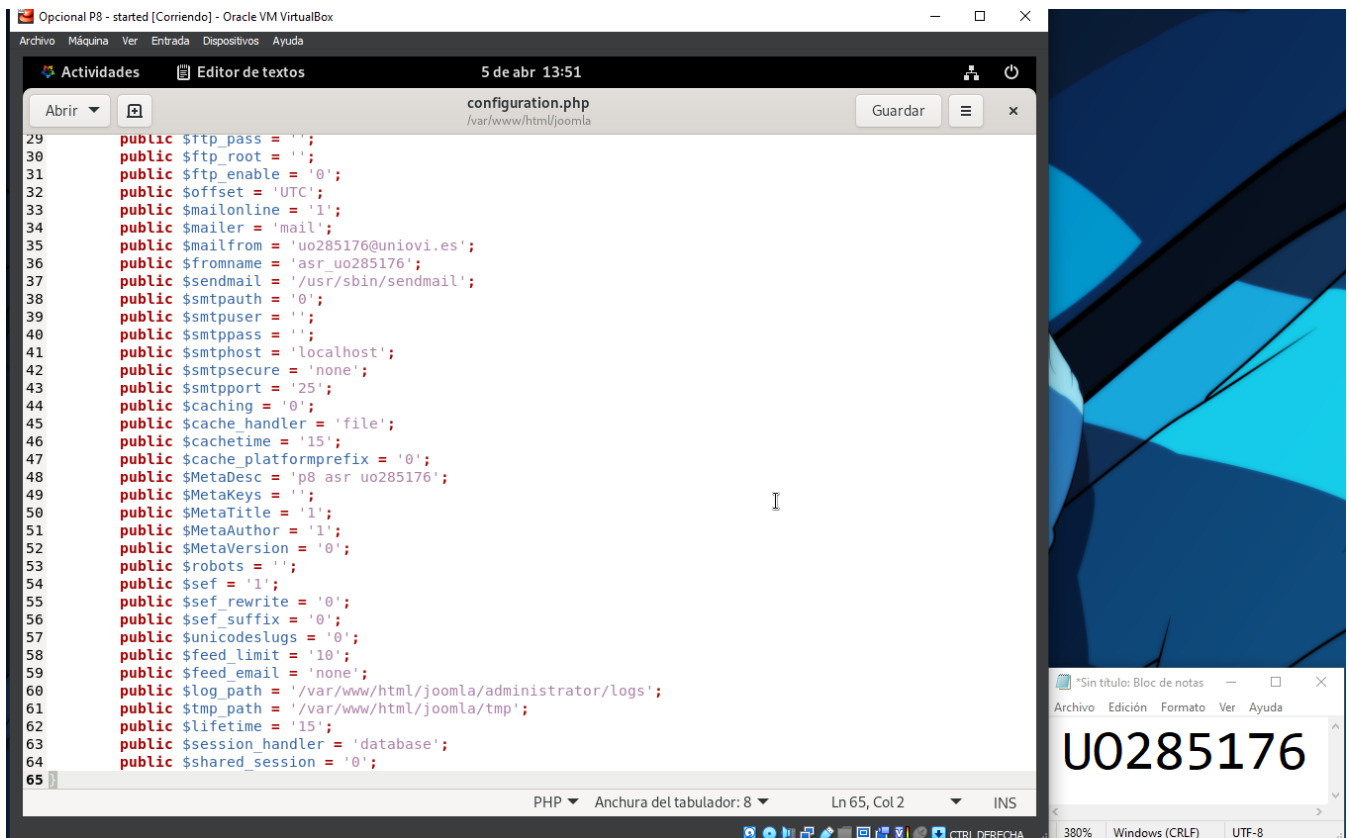 Opcional P8 - started [Corriendo] - Oracle VM VirtualBox
Archivo Máquina Ver Entrada Dispositivos Ayuda
Actividades Editor de textos 5 de abr 13:51
Abrir configuration.php Guardar
/var/www/html/joomla
29 public $ftp_pass = '';
30 public $ftp_root = '';
31 public $ftp_enable = '0';
32 public $offset = 'UTC';
33 public $mailonline = '1';
34 public $mailer = 'mail';
35 public $mailfrom = 'uo285176@uniovi.es';
36 public $fromname = 'asr_uo285176';
37 public $sendmail = '/usr/sbin/sendmail';
38 public $smtpauth = '0';
39 public $smtpuser = '';
40 public $smtppass = '';
41 public $smtphost = 'localhost';
42 public $smtpsecure = 'none';
43 public $smtpport = '25';
44 public $caching = '0';
45 public $cache_handler = 'file';
46 public $cachetime = '15';
47 public $cache_platformprefix = '0';
48 public $MetaDesc = 'p8 asr uo285176';
49 public $MetaKeys = '';
50 public $MetaTitle = '1';
51 public $MetaAuthor = '1';
52 public $MetaVersion = '0';
53 public $robots = '';
54 public $sef = '1';
55 public $sef_rewrite = '0';
56 public $sef_suffix = '0';
57 public $unicodeslugs = '0';
58 public $feed_limit = '10';
59 public $feed_email = 'none';
60 public $log_path = '/var/www/html/joomla/administrator/logs';
61 public $tmp_path = '/var/www/html/joomla/tmp';
62 public $lifetime = '15';
63 public $session_handler = 'database';
64 public $shared_session = '0';
65 }
PHP Anchura del tabulador: 8 Ln 65, Col 2 INS
CTRL DERECHA
*Sin título: Bloc de notas
Archivo Edición Formato Ver Ayuda
UO285176
380% Windows (CRLF) UTF-8